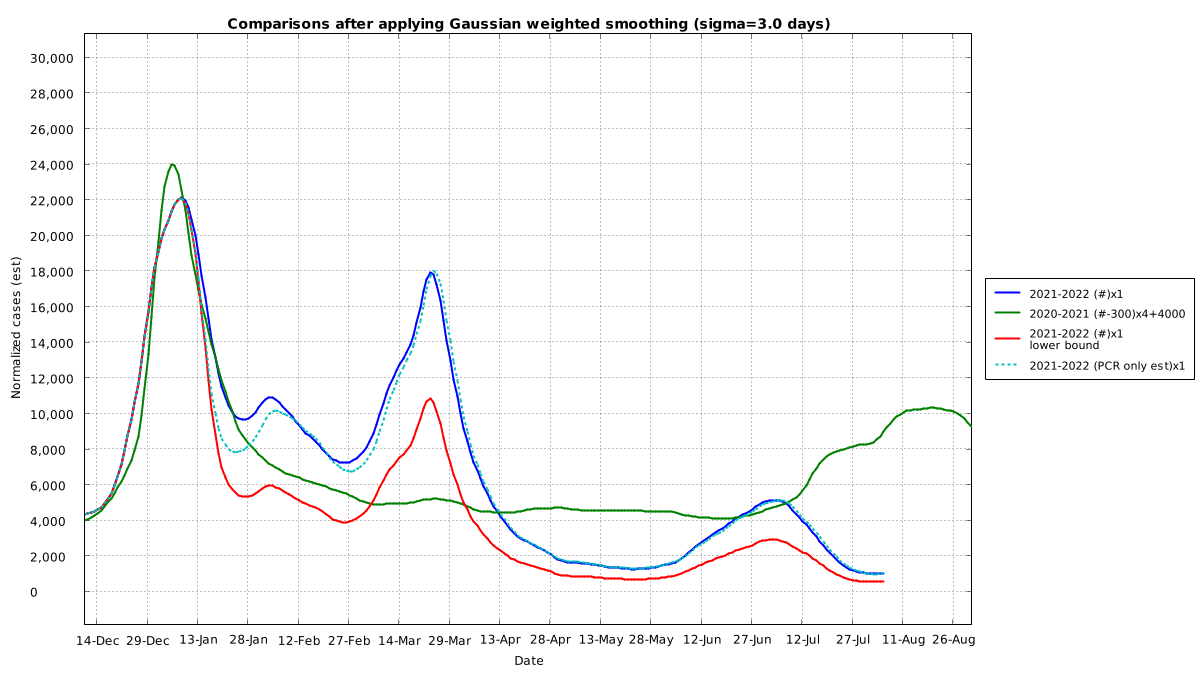 Comparisons after applying Gaussian weighted smoothing (sigma=3.0 days)
30,000
28,000
26,000
24,000
22,000
20,000
18,000
16,000
14,000
12,000
10,000
8,000
6,000
4,000
2,000
0
Normalized cases (est)
14-Dec 29-Dec 13-Jan 28-Jan 12-Feb 27-Feb 14-Mar 29-Mar 13-Apr 28-Apr 13-May 28-May 12-Jun 27-Jun 12-Jul 27-Jul 11-Aug 26-Aug
Date
2021-2022 (#)x1
2020-2021 (#-300)x4+4000
2021-2022 (#)x1
lower bound
2021-2022 (PCR only est)x1